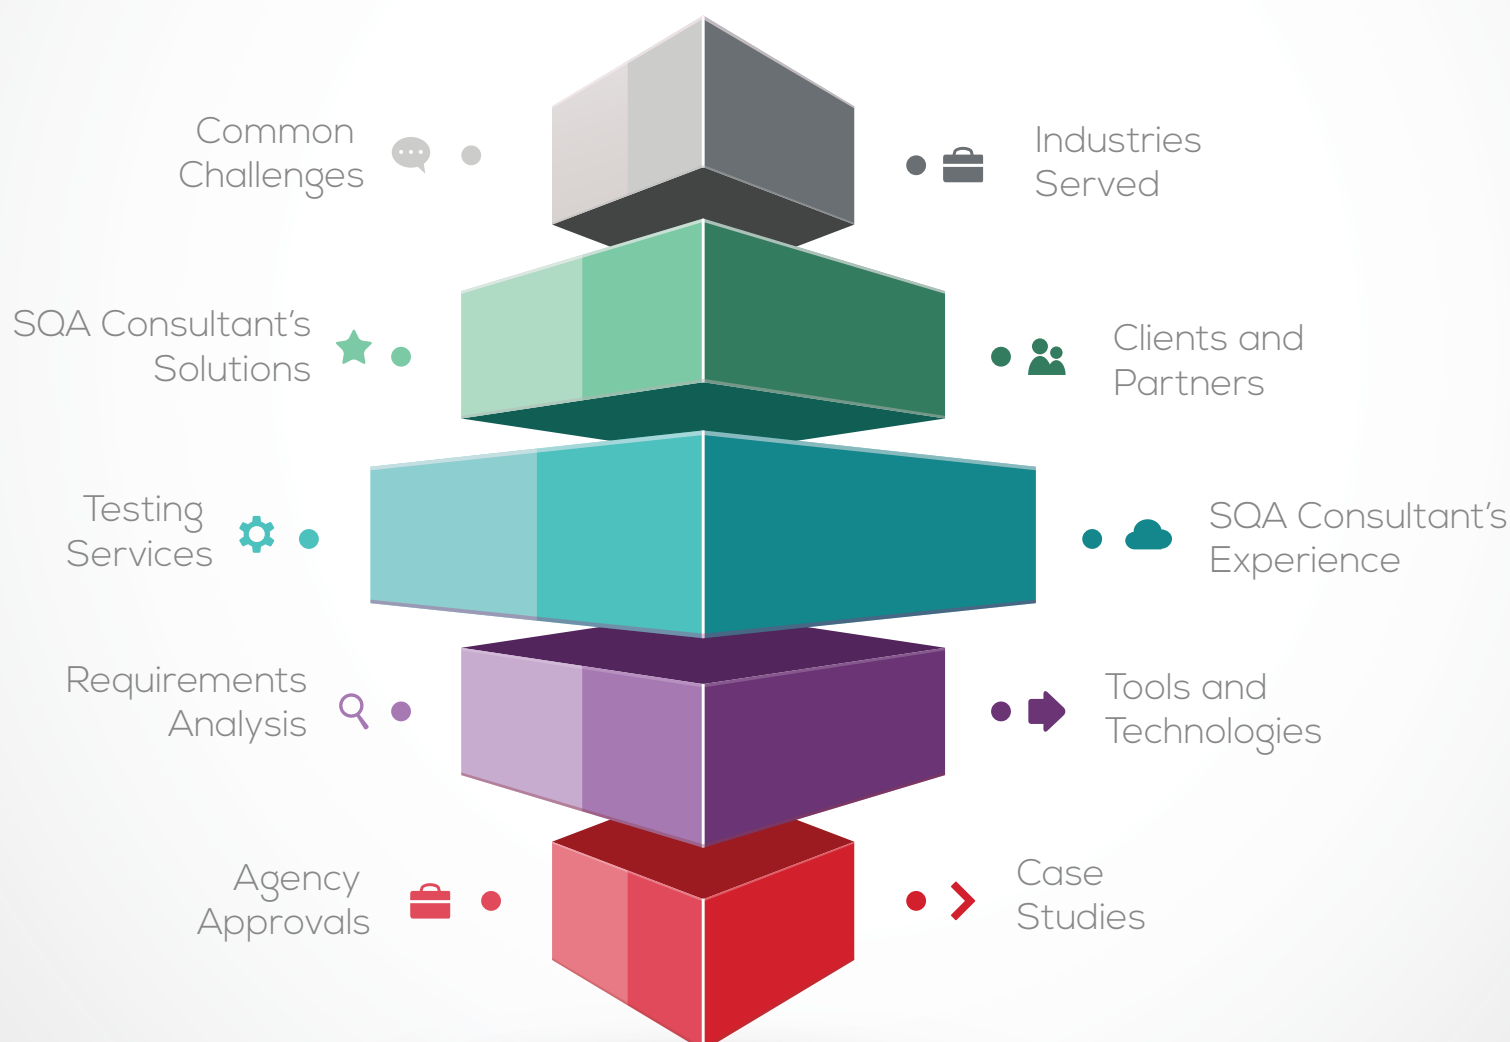 Common
Challenges
Industries
Served
SQA Consultant's
Solutions
Clients and
Partners
Testing
Services
SQA Consultant's
Experience
Requirements
Analysis
Tools and
Technologies
Agency
Approvals
Case
Studies